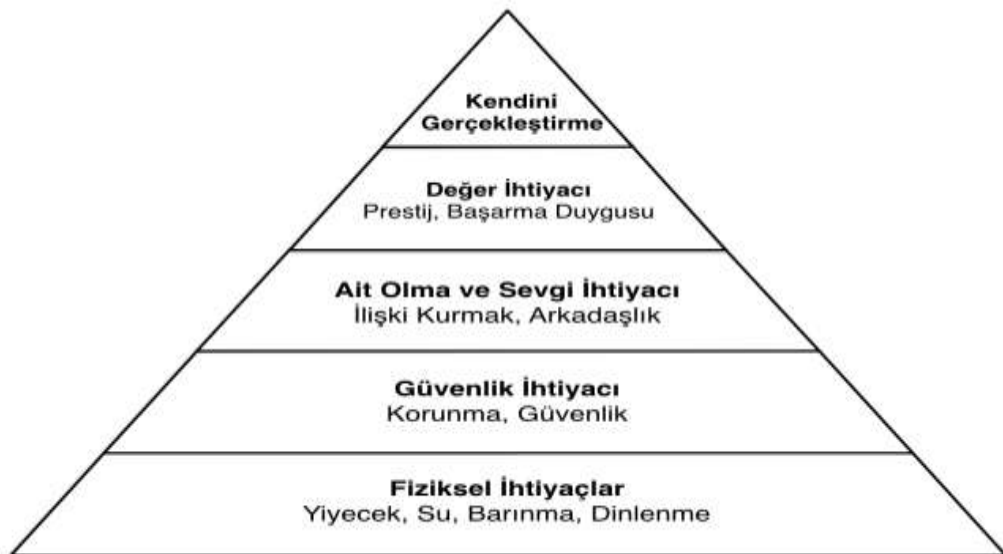 Kendini
Gerçekleştirme
Değer İhtiyacı
Prestij, Başarma Duygusu
Ait Olma ve Sevgi İhtiyacı
İlişki Kurmak, Arkadaşlık
Güvenlik İhtiyacı
Korunma, Güvenlik
Fiziksel İhtiyaçlar
Yiyecek, Su, Barınma, Dinlenme